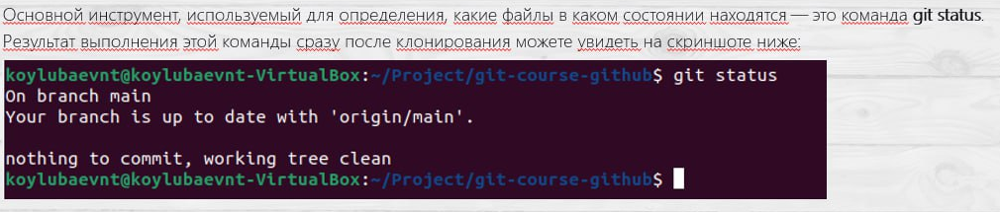 Основной инструмент, используемый для определения, какие файлы в каком состоянии находятся — это команда git status.
Результат выполнения этой команды сразу после клонирования можете увидеть на скриншоте ниже:
koylubaevnt@koylubaevnt-VirtualBox:~/Project/git-course-github$ git status
On branch main
Your branch is up to date with 'origin/main'.
nothing to commit, working tree clean
koylubaevnt@koylubaevnt-VirtualBox:~/Project/git-course-github$